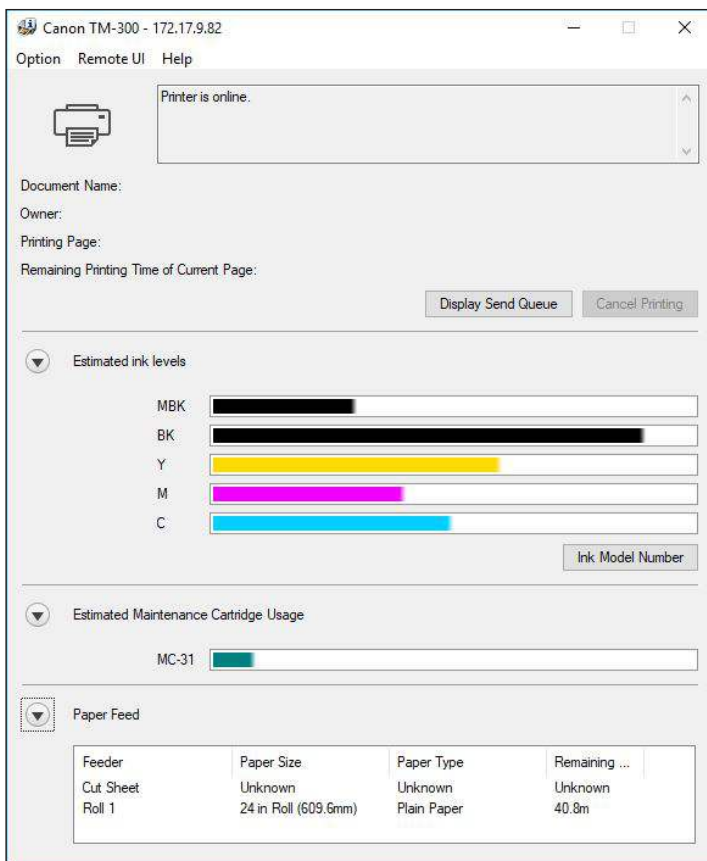 Canon TM-300 - 172.17.9.82
Option Remote UI Help
Printer is online.
Document Name:
Owner:
Printing Page:
Remaining Printing Time of Current Page:
Display Send Queue Cancel Printing
Estimated ink levels
MBK
BK
Y
M
C
Ink Model Number
Estimated Maintenance Cartridge Usage
MC-31
Paper Feed
Feeder Paper Size Paper Type Remaining ...
Cut Sheet Unknown Unknown Unknown
Roll 1 24 in Roll (609.6mm) Plain Paper 40.8m